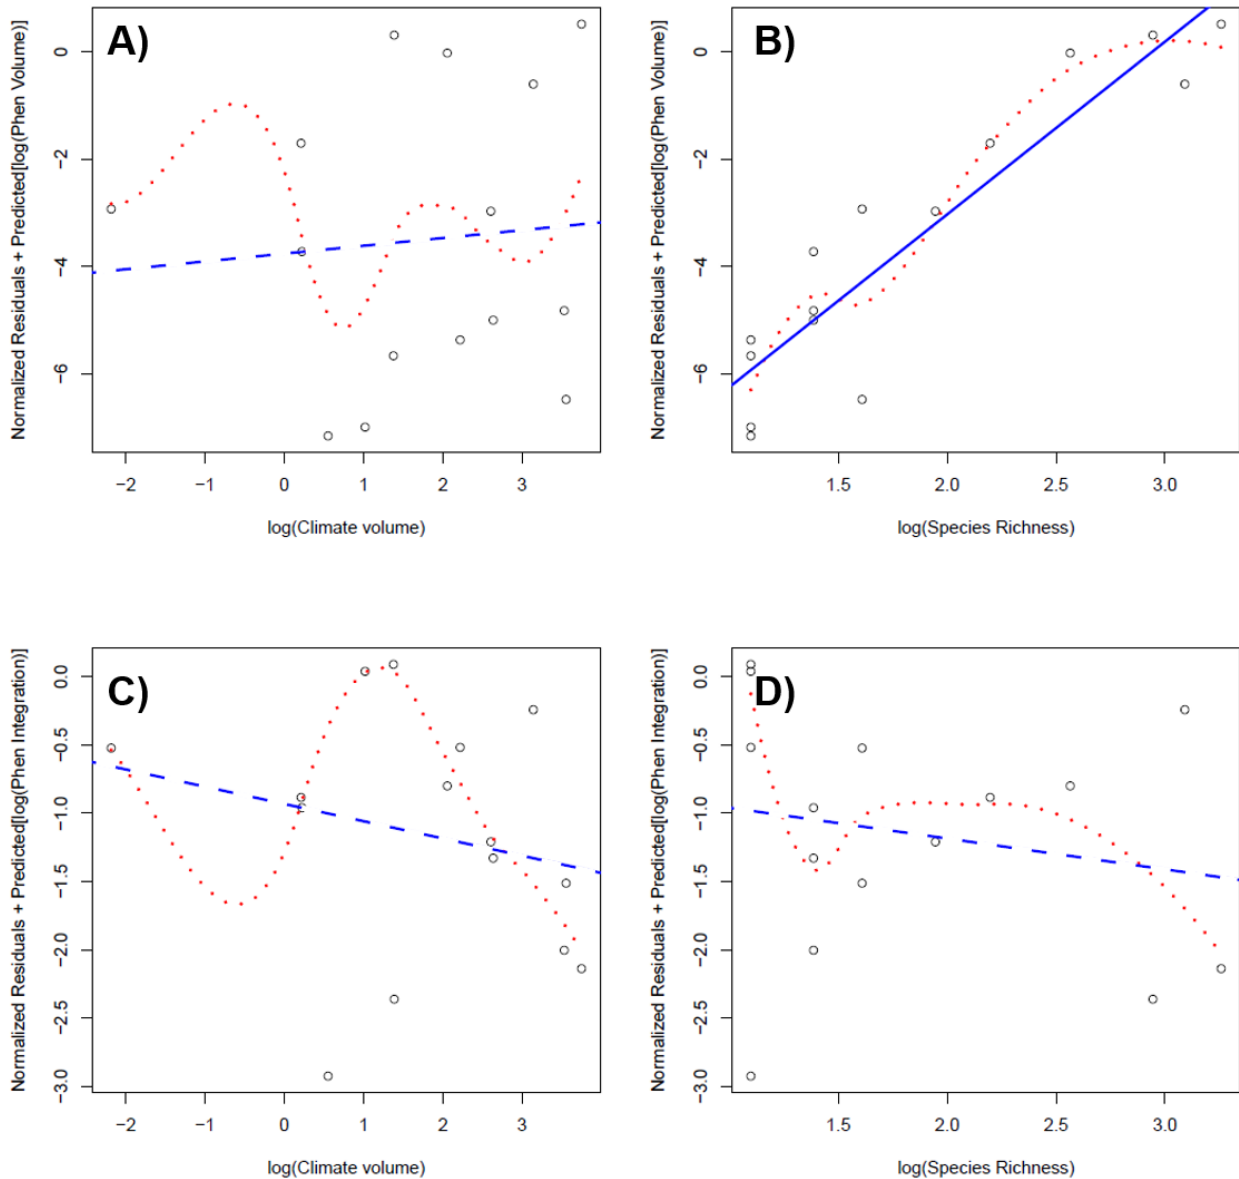 A)
Normalized Residuals + Predicted[log(Phen Volume)]
0
−2
−4
−6
−2 −1 0 1 2 3
log(Climate volume)
B)
Normalized Residuals + Predicted[log(Phen Volume)]
0
−2
−4
−6
1.5 2.0 2.5 3.0
log(Species Richness)
C)
Normalized Residuals + Predicted[log(Phen Integration)]
0.0
−0.5
−1.0
−1.5
−2.0
−2.5
−3.0
−2 −1 0 1 2 3
log(Climate volume)
D)
Normalized Residuals + Predicted[log(Phen Integration)]
0.0
−0.5
−1.0
−1.5
−2.0
−2.5
−3.0
1.5 2.0 2.5 3.0
log(Species Richness)